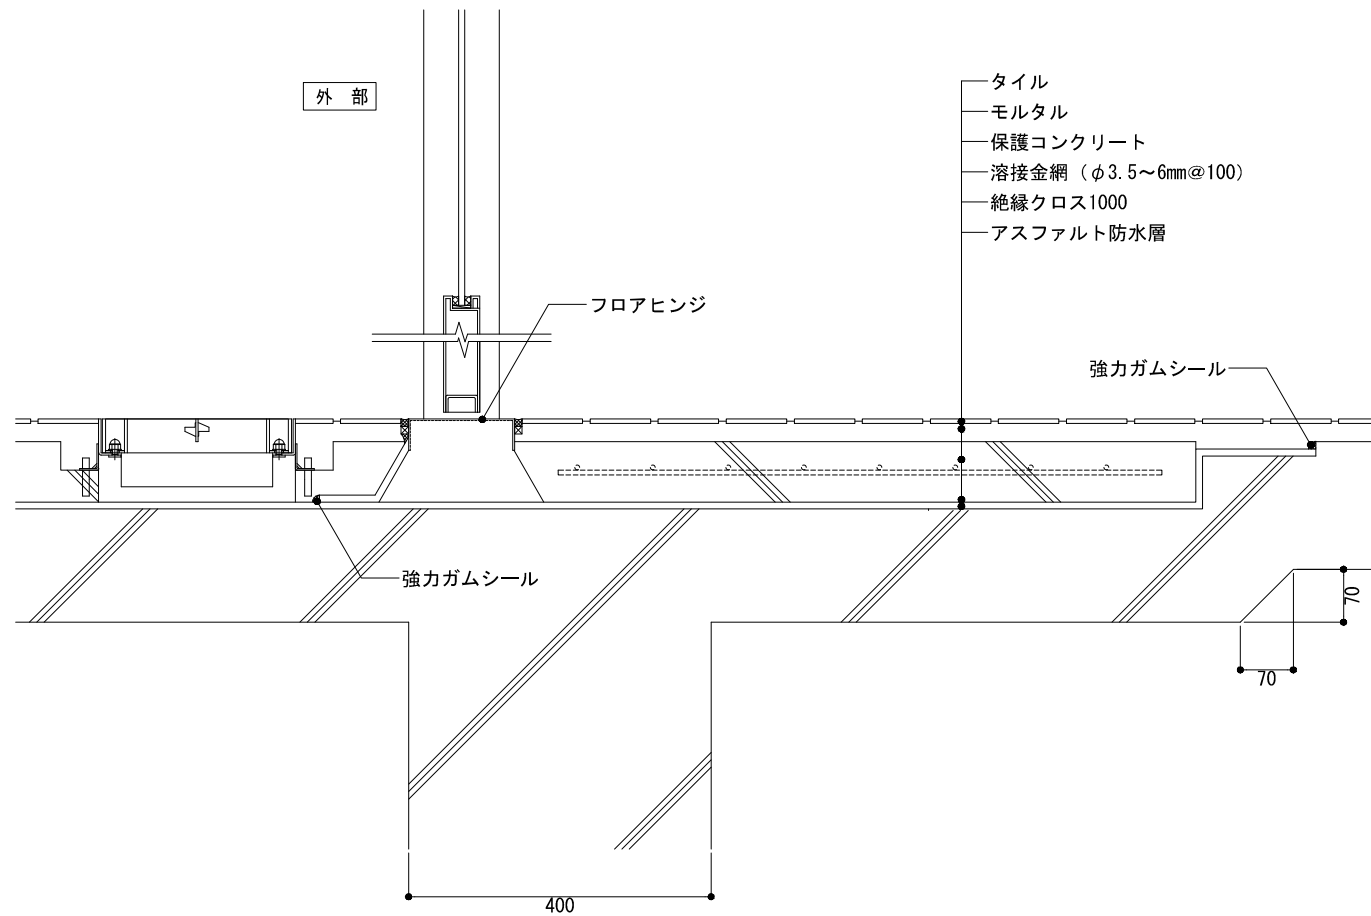 外 部
タイル
モルタル
保護コンクリート
溶接金網（φ3.5〜6mm@100）
絶縁クロス1000
アスファルト防水層
フロアヒンジ
強力ガムシール
強力ガムシール
70
70
400